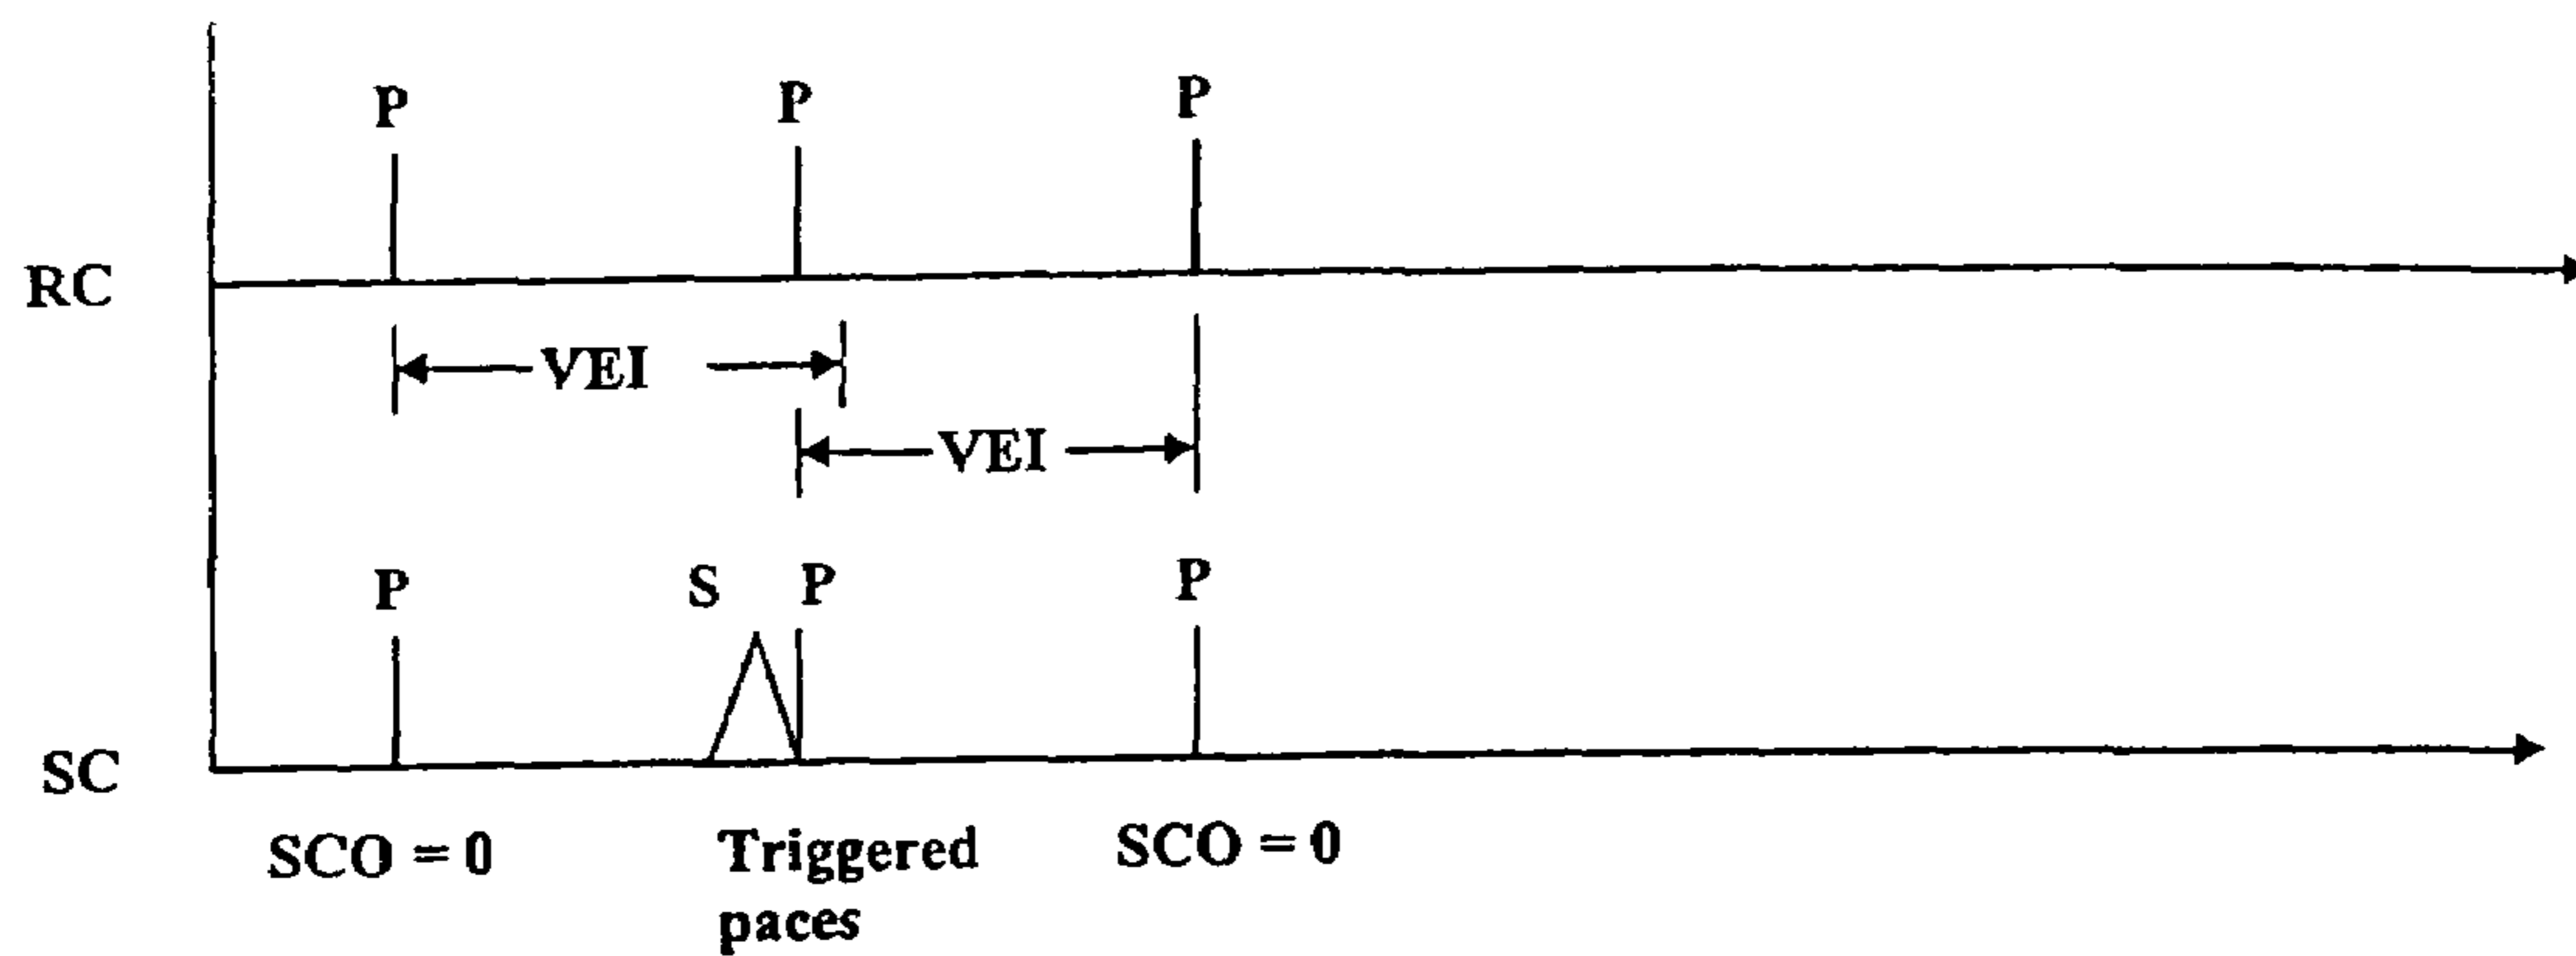 P P P
RC
VEI
VEI
P S P P
SC
SCO = 0 Triggered paces SCO = 0